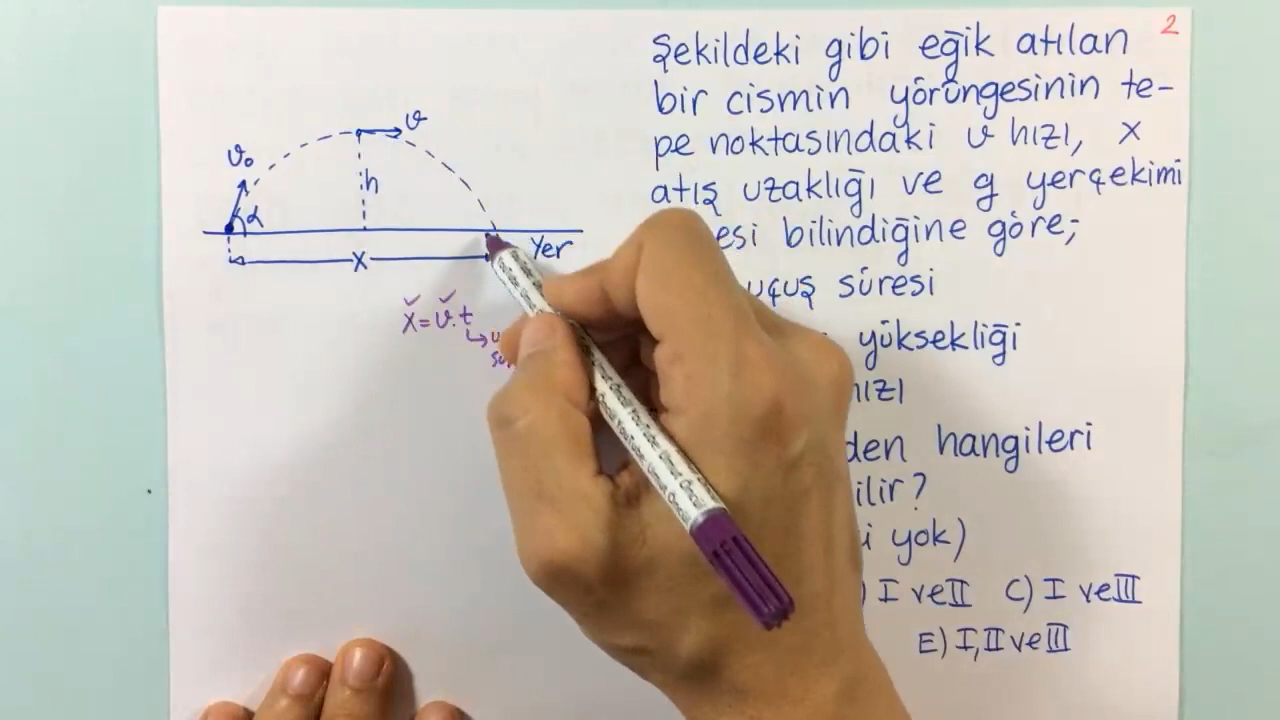 2
Şekildeki gibi eğik atılan
bir cismin yörüngesinin te-
pe noktasındaki v hızı, x
atış uzaklığı ve g yerçekimi
esi bilindiğine göre;
uçuş süresi
yüksekliği
hızı
den hangileri
ilir?
i yok)
) I ve II C) I ve III
E) I, II ve III
v
v₀
h
α
Yer
x
x = v.t